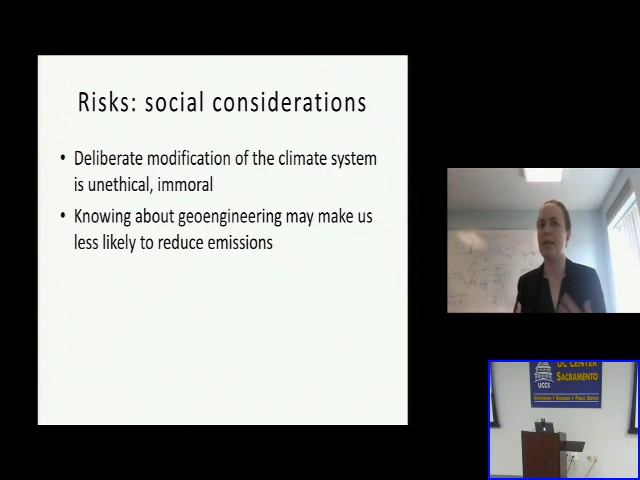 Risks: social considerations
• Deliberate modification of the climate system
is unethical, immoral
• Knowing about geoengineering may make us
less likely to reduce emissions
UC CENTER
SACRAMENTO
UCCS